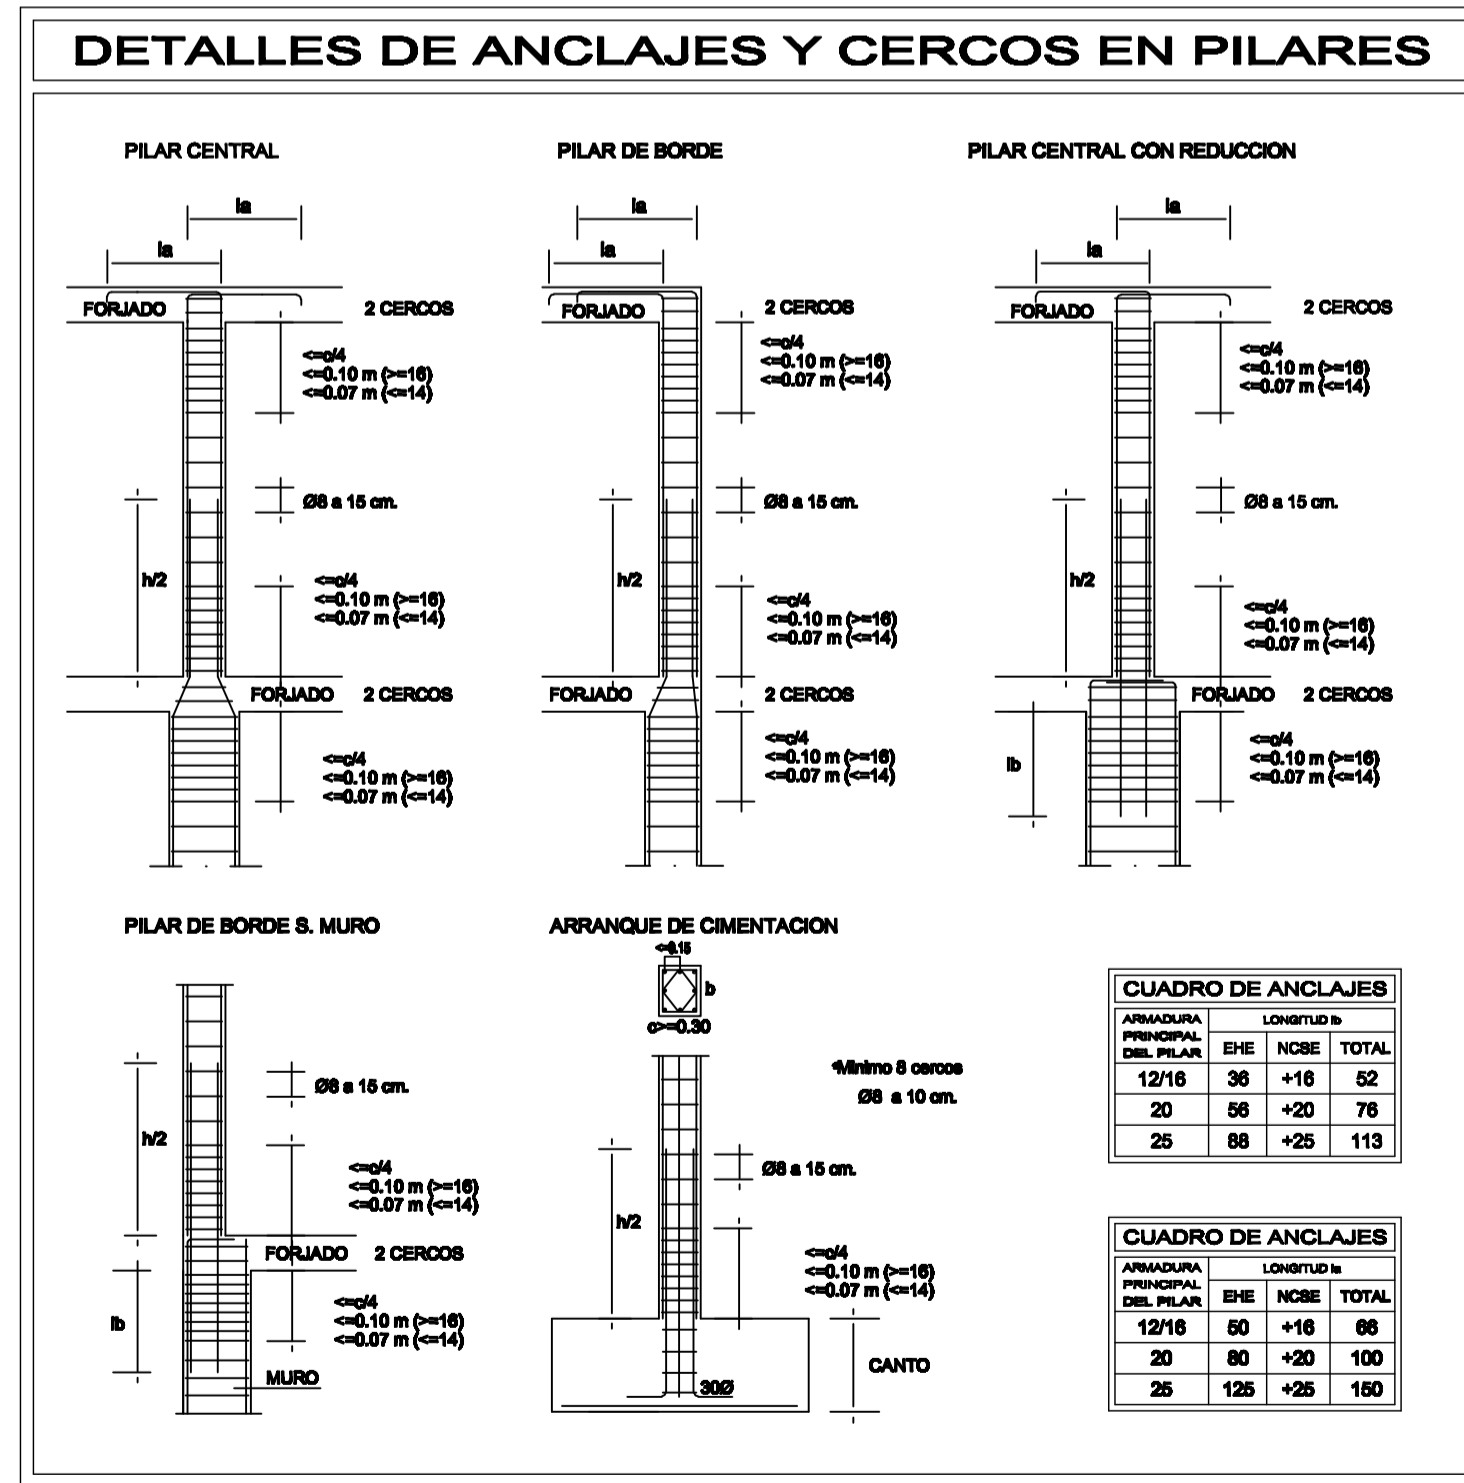 DETALLES DE ANCLAJES Y CERCOS EN PILARES
PILAR CENTRAL
la
la
FORJADO
2 CERCOS
<=c/4
<=0.10 m (>=16)
<=0.07 m (<=14)
Ø8 a 15 cm.
h/2
<=c/4
<=0.10 m (>=16)
<=0.07 m (<=14)
FORJADO
2 CERCOS
<=c/4
<=0.10 m (>=16)
<=0.07 m (<=14)
PILAR DE BORDE
la
la
FORJADO
2 CERCOS
<=c/4
<=0.10 m (>=16)
<=0.07 m (<=14)
Ø8 a 15 cm.
h/2
<=c/4
<=0.10 m (>=16)
<=0.07 m (<=14)
FORJADO
2 CERCOS
<=c/4
<=0.10 m (>=16)
<=0.07 m (<=14)
PILAR CENTRAL CON REDUCCION
la
la
FORJADO
2 CERCOS
<=c/4
<=0.10 m (>=16)
<=0.07 m (<=14)
Ø8 a 15 cm.
h/2
<=c/4
<=0.10 m (>=16)
<=0.07 m (<=14)
FORJADO
2 CERCOS
<=c/4
<=0.10 m (>=16)
<=0.07 m (<=14)
lb
PILAR DE BORDE S. MURO
Ø8 a 15 cm.
h/2
<=c/4
<=0.10 m (>=16)
<=0.07 m (<=14)
FORJADO
2 CERCOS
<=c/4
<=0.10 m (>=16)
<=0.07 m (<=14)
lb
MURO
ARRANQUE DE CIMENTACION
<=0.15
b
c>=0.30
*Minimo 8 cercos
Ø8 a 10 cm.
Ø8 a 15 cm.
h/2
<=c/4
<=0.10 m (>=16)
<=0.07 m (<=14)
CANTO
30Ø
CUADRO DE ANCLAJES
ARMADURA PRINCIPAL DEL PILAR
LONGITUD lb
EHE NCSE TOTAL
12/16 36 +16 52
20 56 +20 76
25 88 +25 113
CUADRO DE ANCLAJES
ARMADURA PRINCIPAL DEL PILAR
LONGITUD la
EHE NCSE TOTAL
12/16 50 +16 66
20 80 +20 100
25 125 +25 150